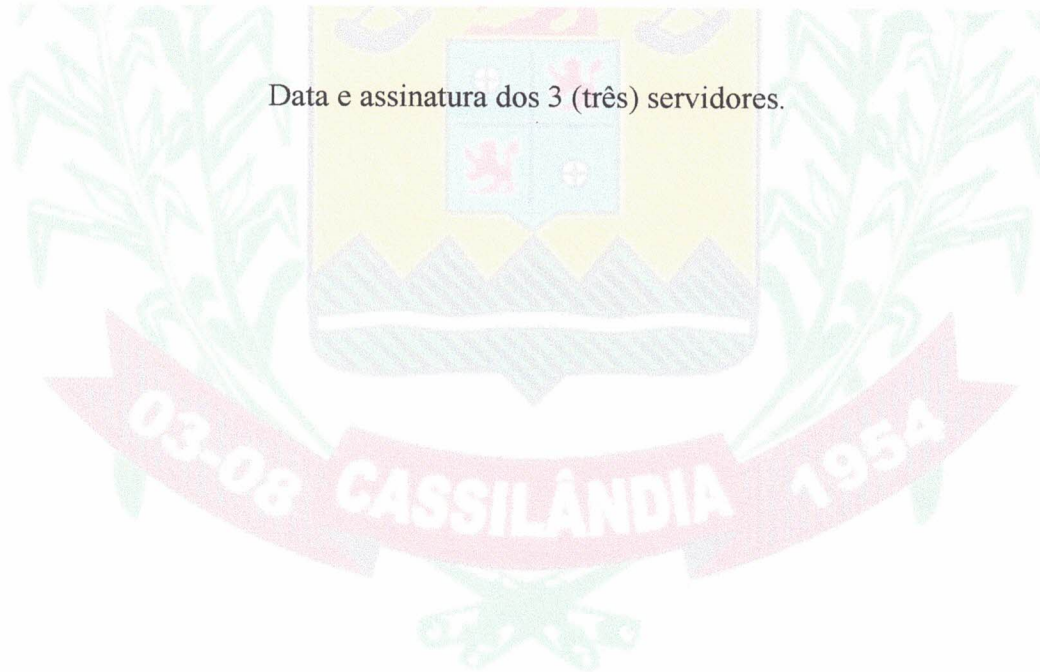 Data e assinatura dos 3 (três) servidores.
03-08 CASSILÂNDIA 1954